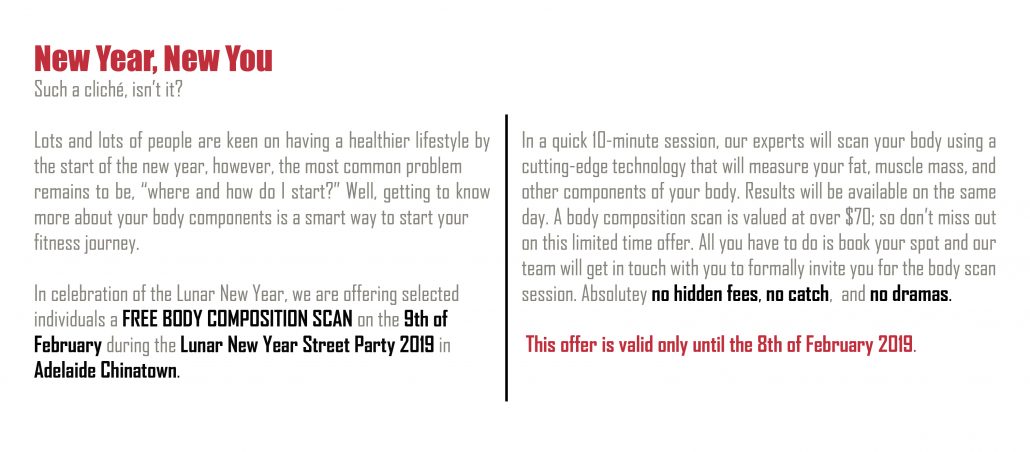 New Year, New You
Such a cliché, isn't it?
Lots and lots of people are keen on having a healthier lifestyle by
the start of the new year, however, the most common problem
remains to be, “where and how do I start?” Well, getting to know
more about your body components is a smart way to start your
fitness journey.
In celebration of the Lunar New Year, we are offering selected
individuals a FREE BODY COMPOSITION SCAN on the 9th of
February during the Lunar New Year Street Party 2019 in
Adelaide Chinatown.
In a quick 10-minute session, our experts will scan your body using a
cutting-edge technology that will measure your fat, muscle mass, and
other components of your body. Results will be available on the same
day. A body composition scan is valued at over $70; so don't miss out
on this limited time offer. All you have to do is book your spot and our
team will get in touch with you to formally invite you for the body scan
session. Absolutey no hidden fees, no catch, and no dramas.
This offer is valid only until the 8th of February 2019.